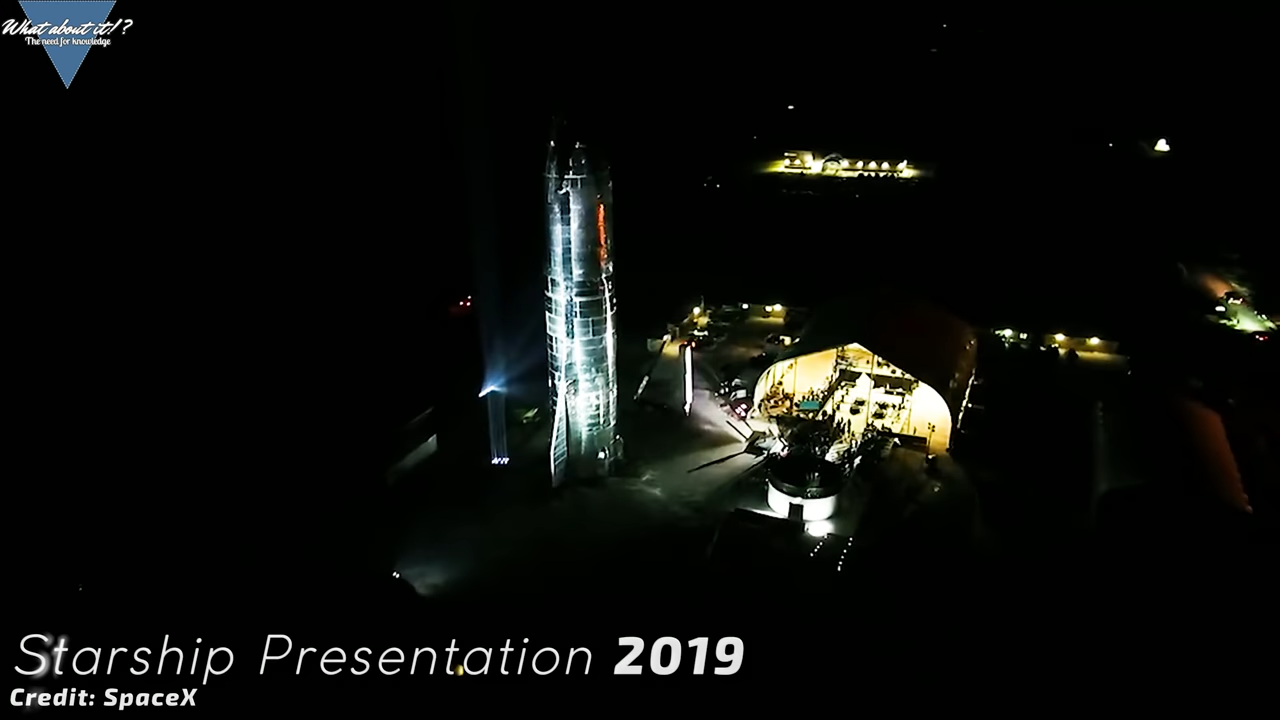 What about it!?
The need for knowledge
Starship Presentation 2019
Credit: SpaceX